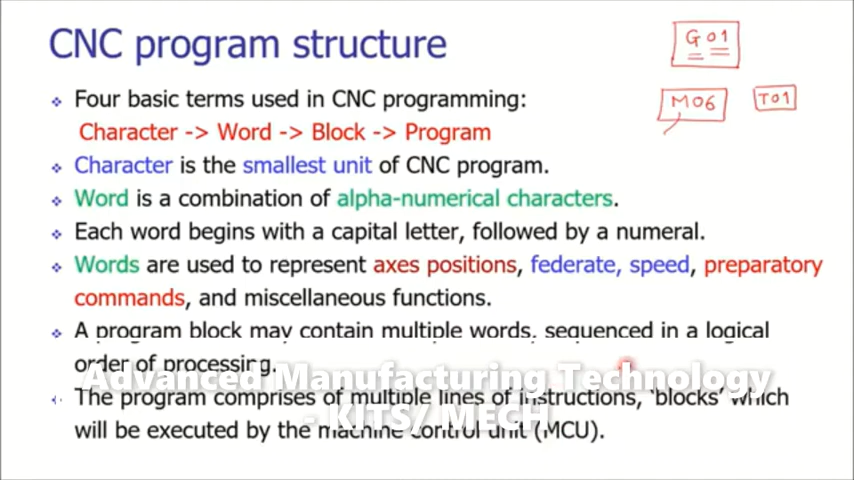 CNC program structure
G01
M06 T01
Four basic terms used in CNC programming:
Character -> Word -> Block -> Program
Character is the smallest unit of CNC program.
Word is a combination of alpha-numerical characters.
Each word begins with a capital letter, followed by a numeral.
Words are used to represent axes positions, federate, speed, preparatory
commands, and miscellaneous functions.
A program block may contain multiple words, sequenced in a logical
order of processing.
Advanced Manufacturing Technology
- KITS/ MECH
The program comprises of multiple lines of instructions, ‘blocks’ which
will be executed by the machine control unit (MCU).